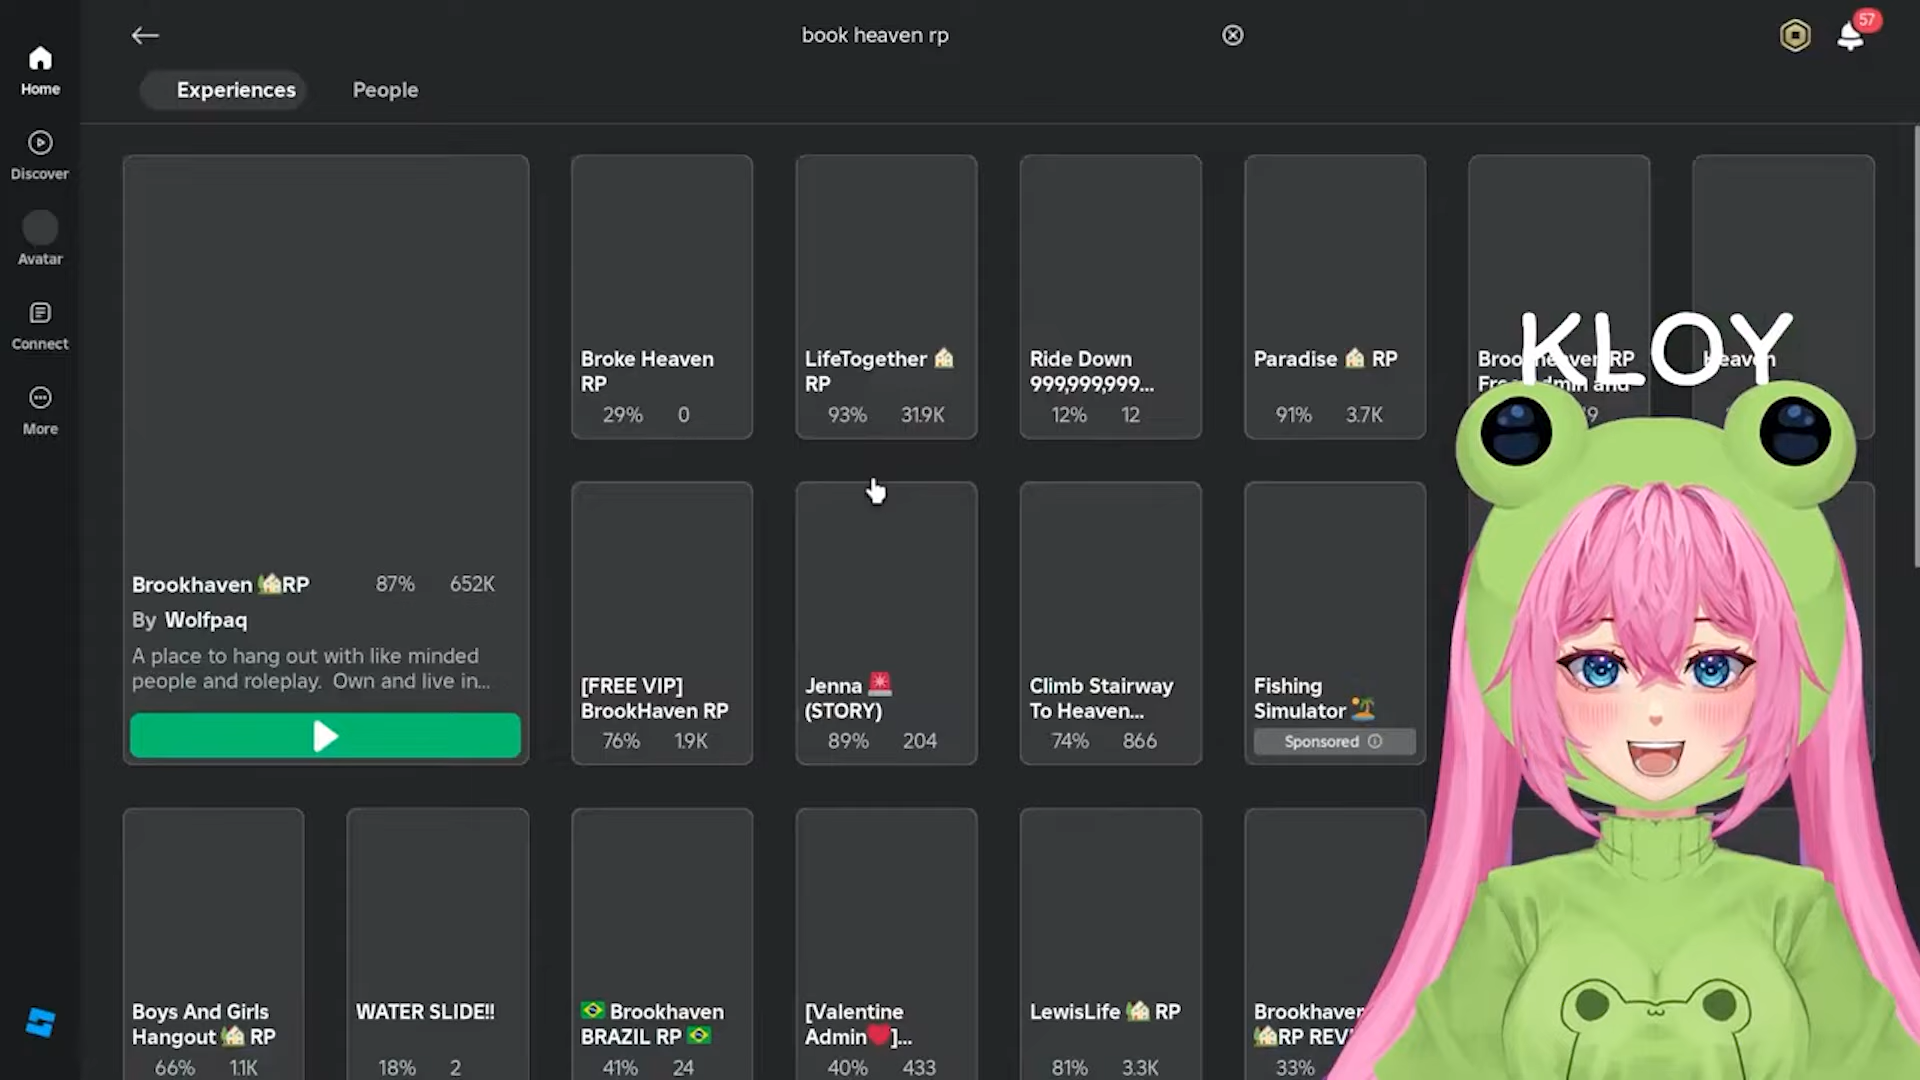 book heaven rp
57
Home
Discover
Avatar
Connect
More
Experiences
People
Brookhaven 🏡RP
87% 652K
By Wolfpaq
A place to hang out with like minded
people and roleplay. Own and live in...
Broke Heaven
RP
29% 0
LifeTogether 🏠
RP
93% 31.9K
Ride Down
999,999,999...
12% 12
Paradise 🏠 RP
91% 3.7K
Heaven
KLOY
[FREE VIP]
BrookHaven RP
76% 1.9K
Jenna 🚨
(STORY)
89% 204
Climb Stairway
To Heaven...
74% 866
Fishing
Simulator 🏝️
Sponsored
Boys And Girls
Hangout 🏡 RP
66% 1.1K
WATER SLIDE!!
18% 2
🇧🇷 Brookhaven
BRAZIL RP 🇧🇷
41% 24
[Valentine
Admin❤️]...
40% 433
LewisLife 🏡 RP
81% 3.3K
Brookhaven
🏡RP
33%